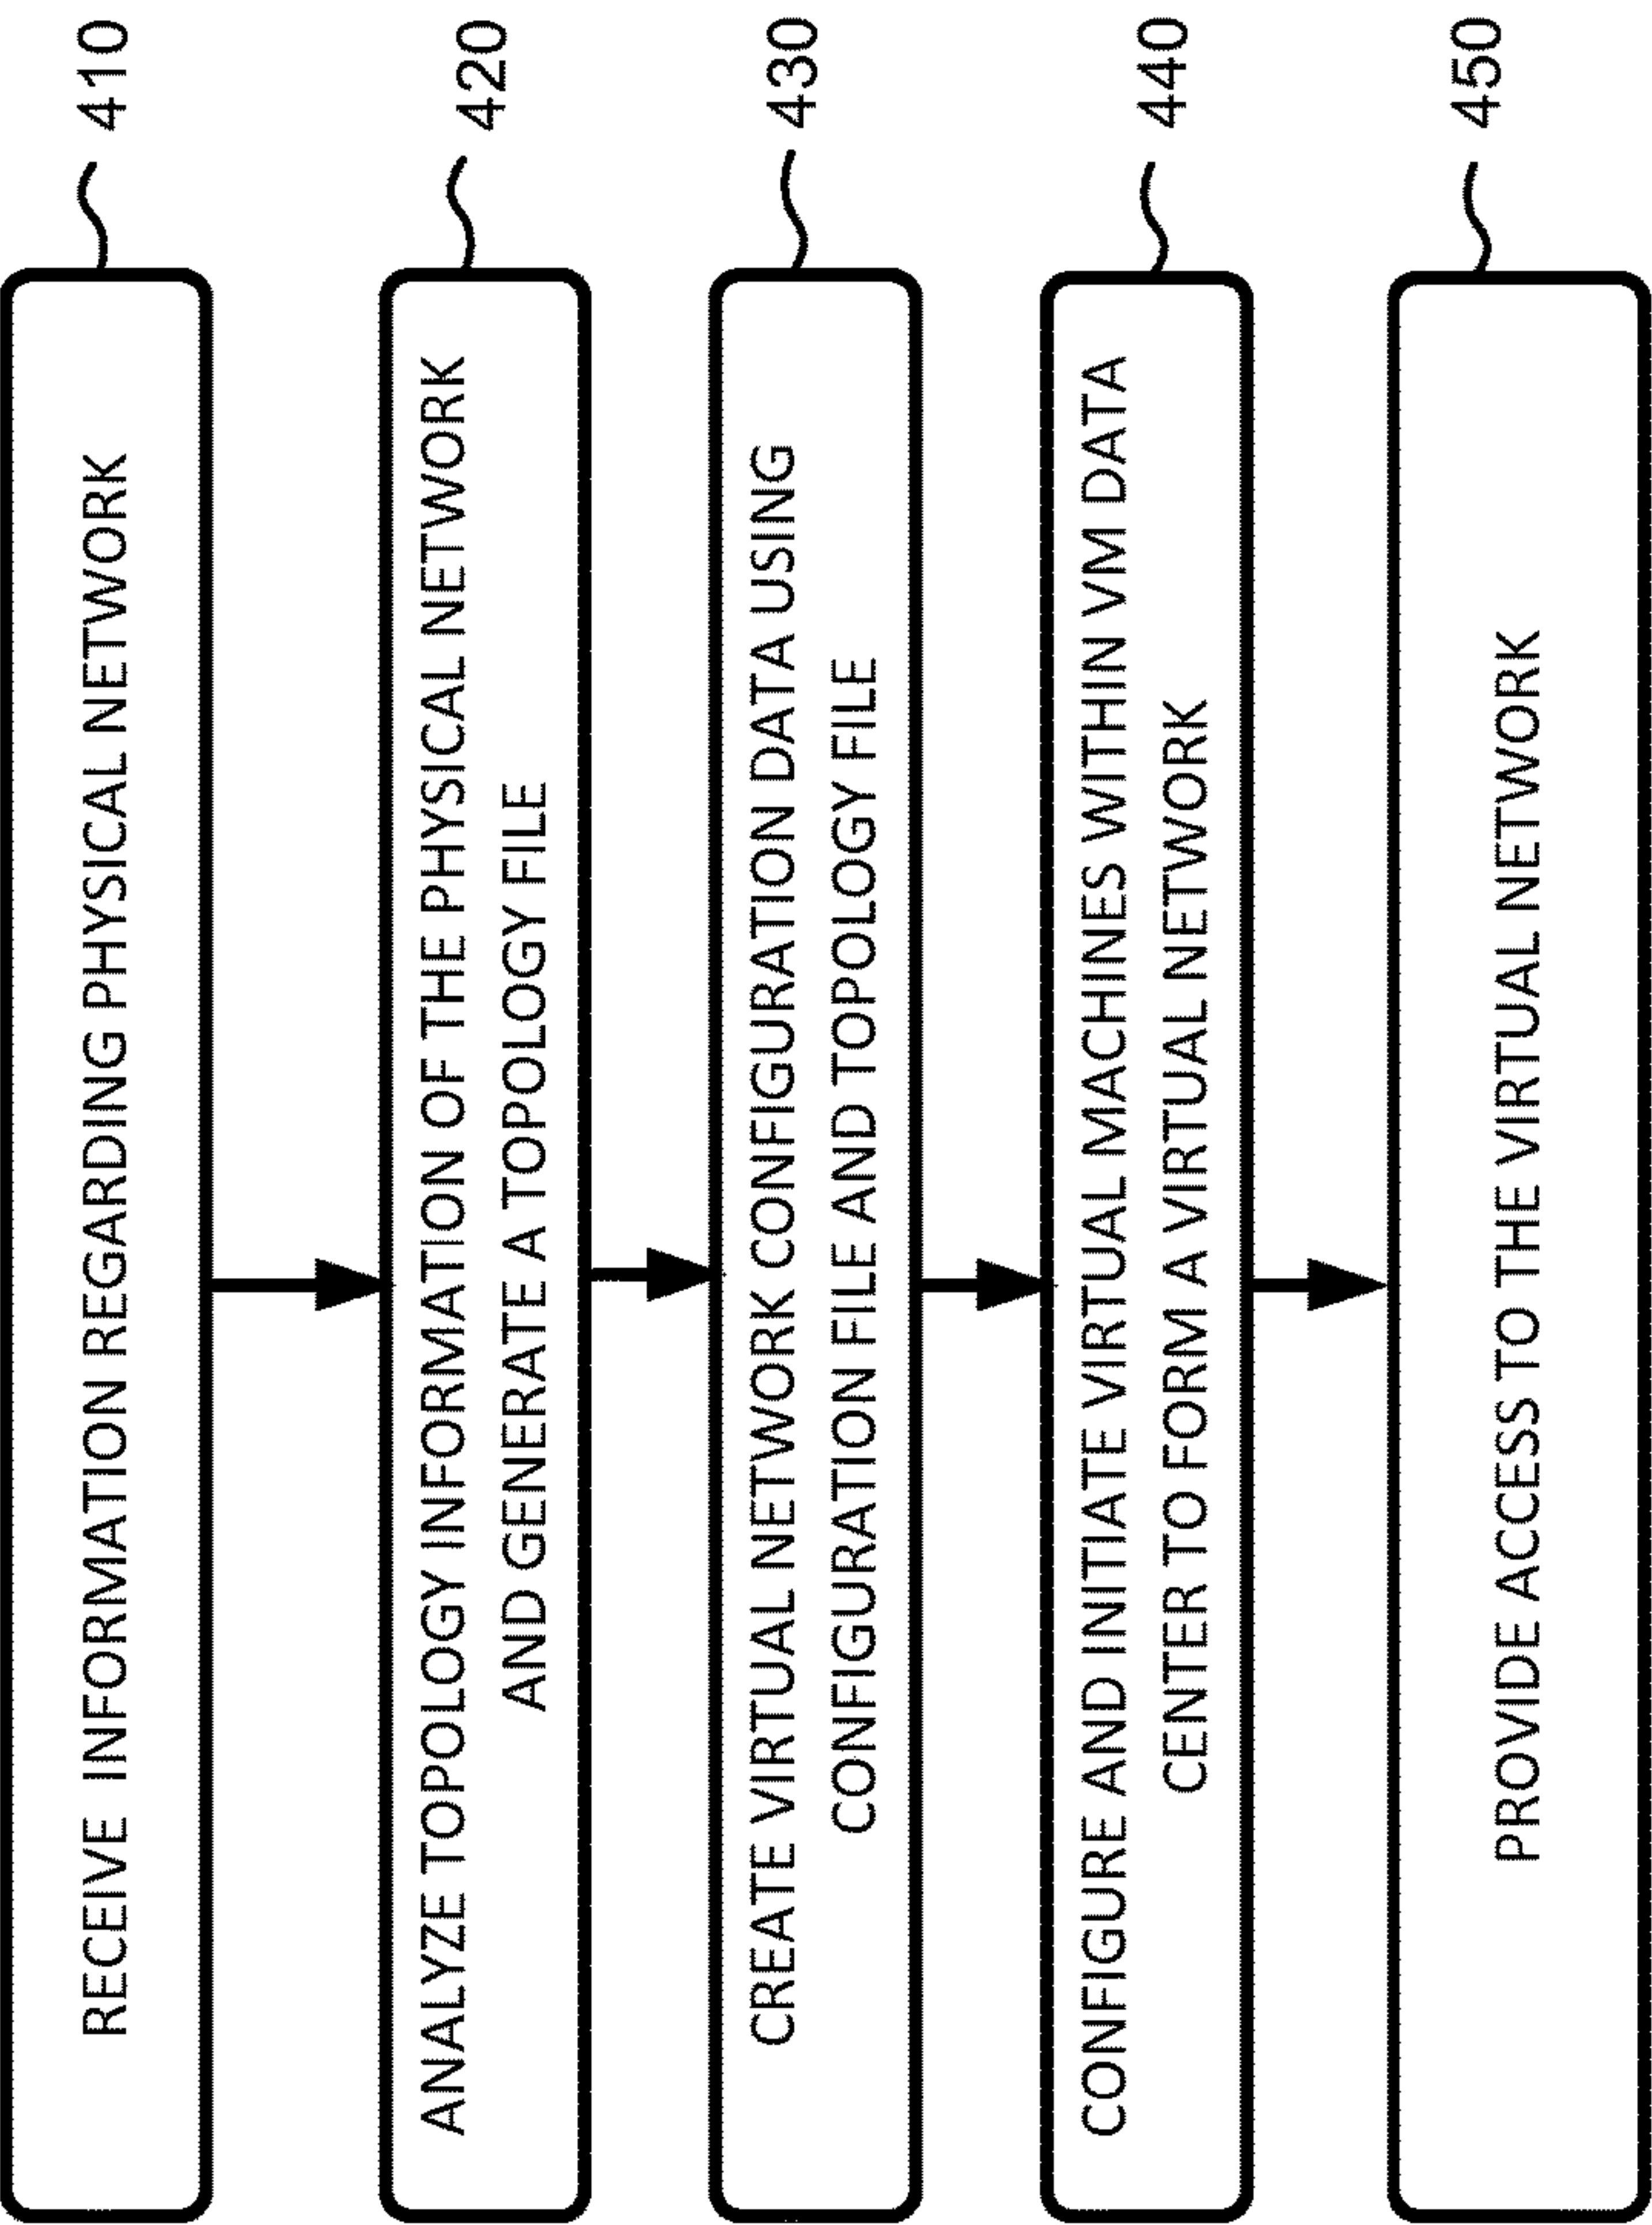 RECEIVE INFORMATION REGARDING PHYSICAL NETWORK
410
ANALYZE TOPOLOGY INFORMATION OF THE PHYSICAL NETWORK
AND GENERATE A TOPOLOGY FILE
420
CREATE VIRTUAL NETWORK CONFIGURATION DATA USING
CONFIGURATION FILE AND TOPOLOGY FILE
430
CONFIGURE AND INITIATE VIRTUAL MACHINES WITHIN VM DATA
CENTER TO FORM A VIRTUAL NETWORK
440
PROVIDE ACCESS TO THE VIRTUAL NETWORK
450